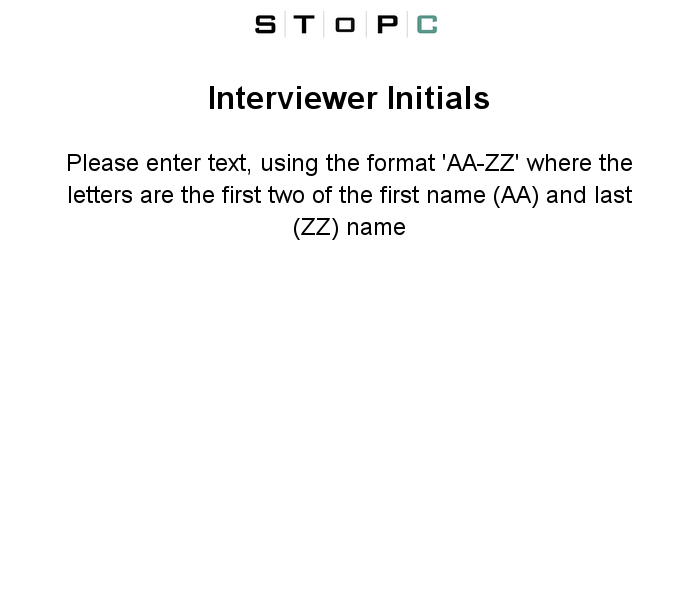 S T o P C
Interviewer Initials
Please enter text, using the format 'AA-ZZ' where the
letters are the first two of the first name (AA) and last
(ZZ) name